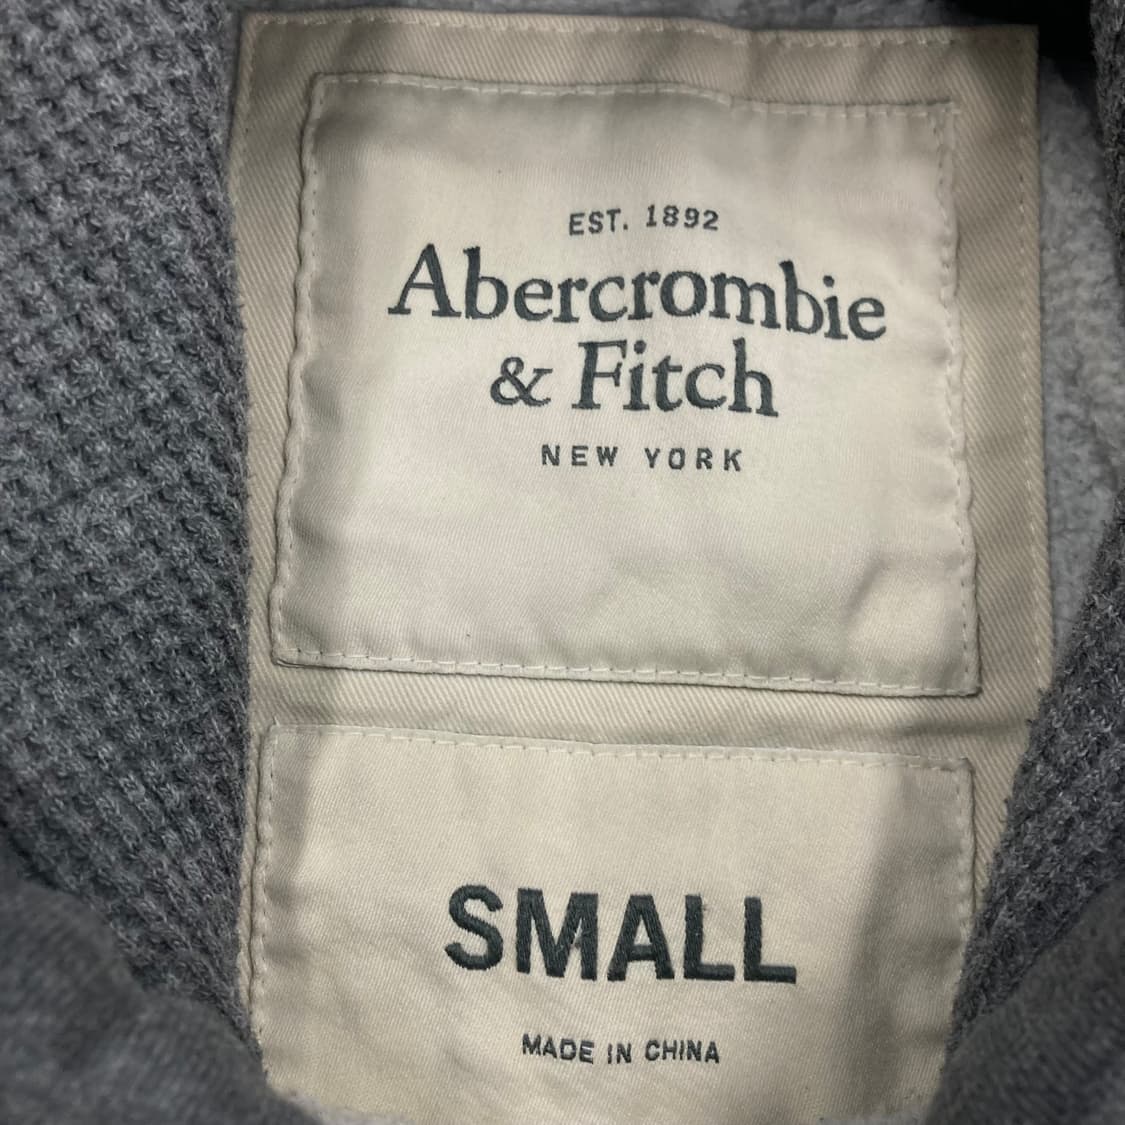 EST. 1892
Abercrombie
& Fitch
NEW YORK
SMALL
MADE IN CHINA